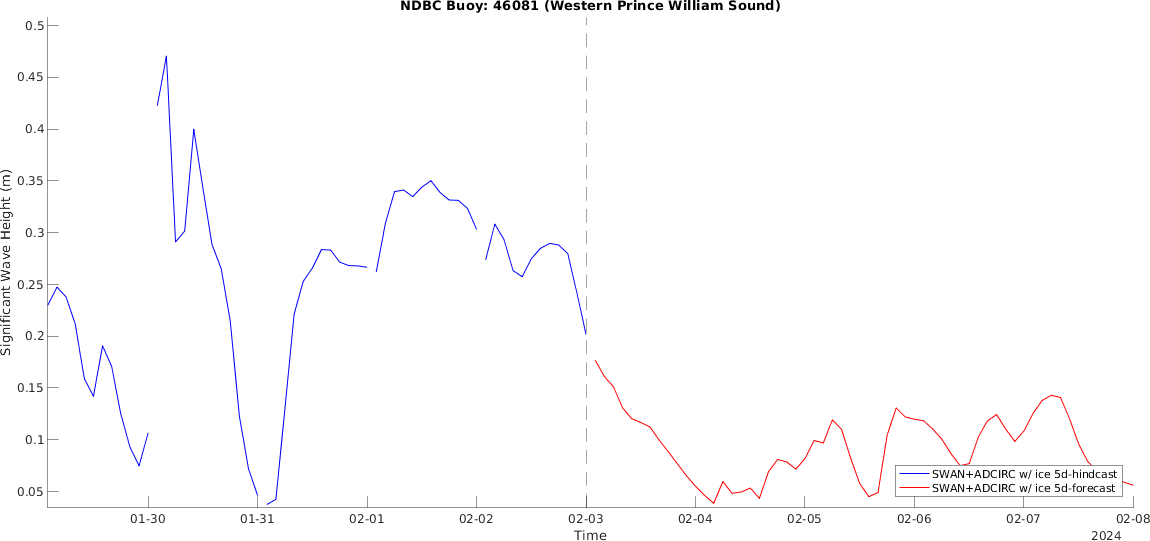 NDBC Buoy: 46081 (Western Prince William Sound)
0.5
0.45
0.4
0.35
0.3
0.25
0.2
0.15
0.1
0.05
Significant Wave Height (m)
SWAN+ADCIRC w/ ice 5d-hindcast
SWAN+ADCIRC w/ ice 5d-forecast
01-30 01-31 02-01 02-02 02-03 02-04 02-05 02-06 02-07 02-08
Time
2024